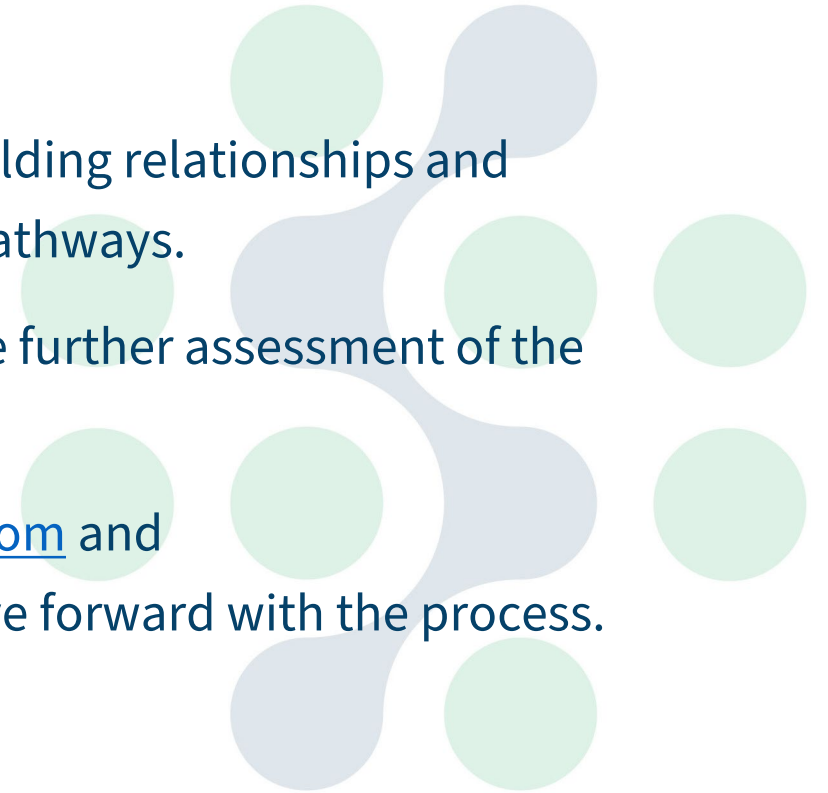 lding relationships and
athways.
e further assessment of the
om and
e forward with the process.